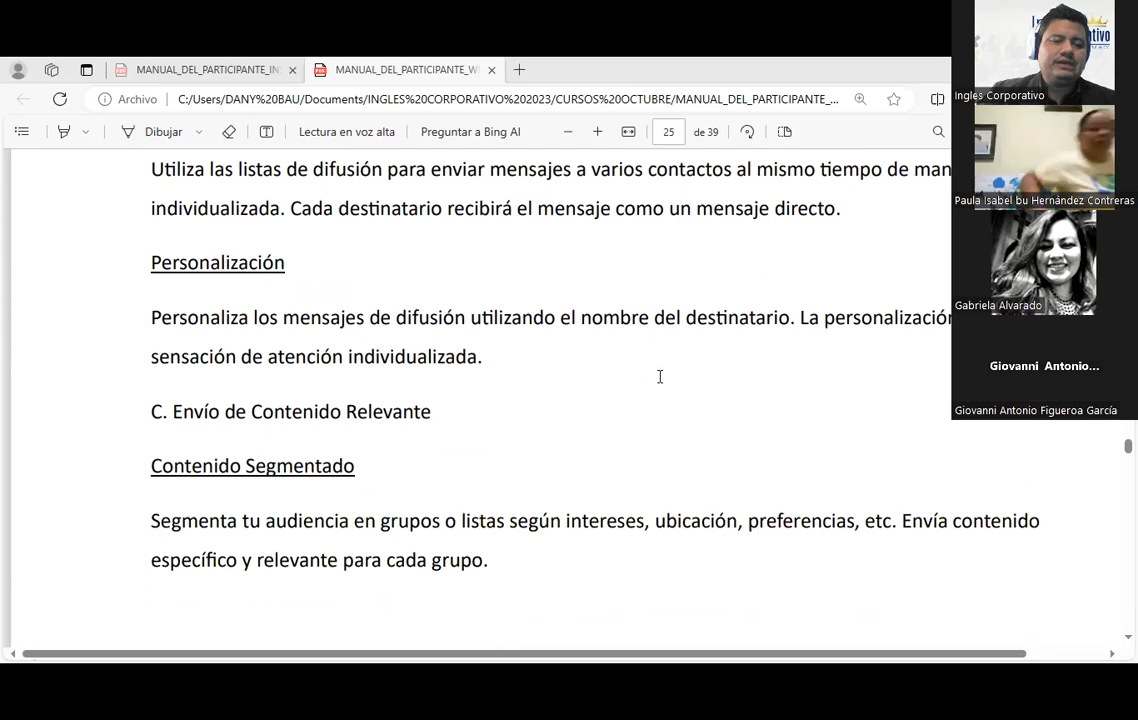 MANUAL_DEL_PARTICIPANTE_IN
MANUAL_DEL_PARTICIPANTE_W
Archivo
C:/Users/DANY%20BAU/Documents/INGLES%20CORPORATIVO%202023/CURSOS%20OCTUBRE/MANUAL_DEL_PARTICIPANTE_...
Dibujar
Lectura en voz alta
Preguntar a Bing AI
25
de 39
Utiliza las listas de difusión para enviar mensajes a varios contactos al mismo tiempo de man
individualizada. Cada destinatario recibirá el mensaje como un mensaje directo.
Personalización
Personaliza los mensajes de difusión utilizando el nombre del destinatario. La personalización
sensación de atención individualizada.
C. Envío de Contenido Relevante
Contenido Segmentado
Segmenta tu audiencia en grupos o listas según intereses, ubicación, preferencias, etc. Envía contenido
específico y relevante para cada grupo.
Ingles Corporativo
Paula Isabel bu Hernández Contreras
Gabriela Alvarado
Giovanni Antonio...
Giovanni Antonio Figueroa García